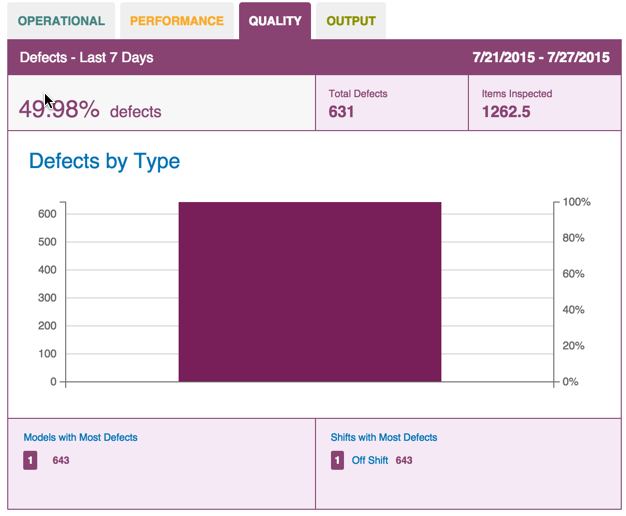 OPERATIONAL PERFORMANCE QUALITY OUTPUT
Defects - Last 7 Days 7/21/2015 - 7/27/2015
49.98% defects
Total Defects
631
Items Inspected
1262.5
Defects by Type
600
500
400
300
200
100
0
100%
80%
60%
40%
20%
0%
Models with Most Defects
1 643
Shifts with Most Defects
1 Off Shift 643